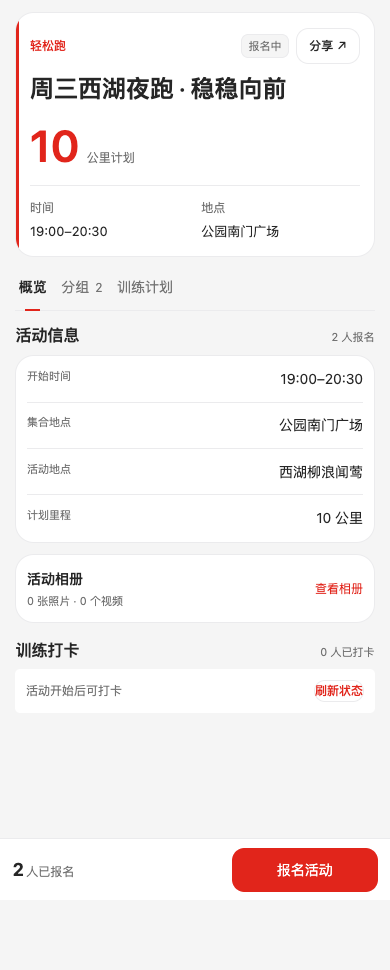 轻松跑
报名中
分享 ↗
周三西湖夜跑 · 稳稳向前
10 公里计划
时间
地点
19:00–20:30
公园南门广场
概览 分组 2 训练计划
活动信息
2 人报名
开始时间
19:00–20:30
集合地点
公园南门广场
活动地点
西湖柳浪闻莺
计划里程
10 公里
活动相册
0 张照片 · 0 个视频
查看相册
训练打卡
0 人已打卡
活动开始后可打卡
刷新状态
2 人已报名
报名活动